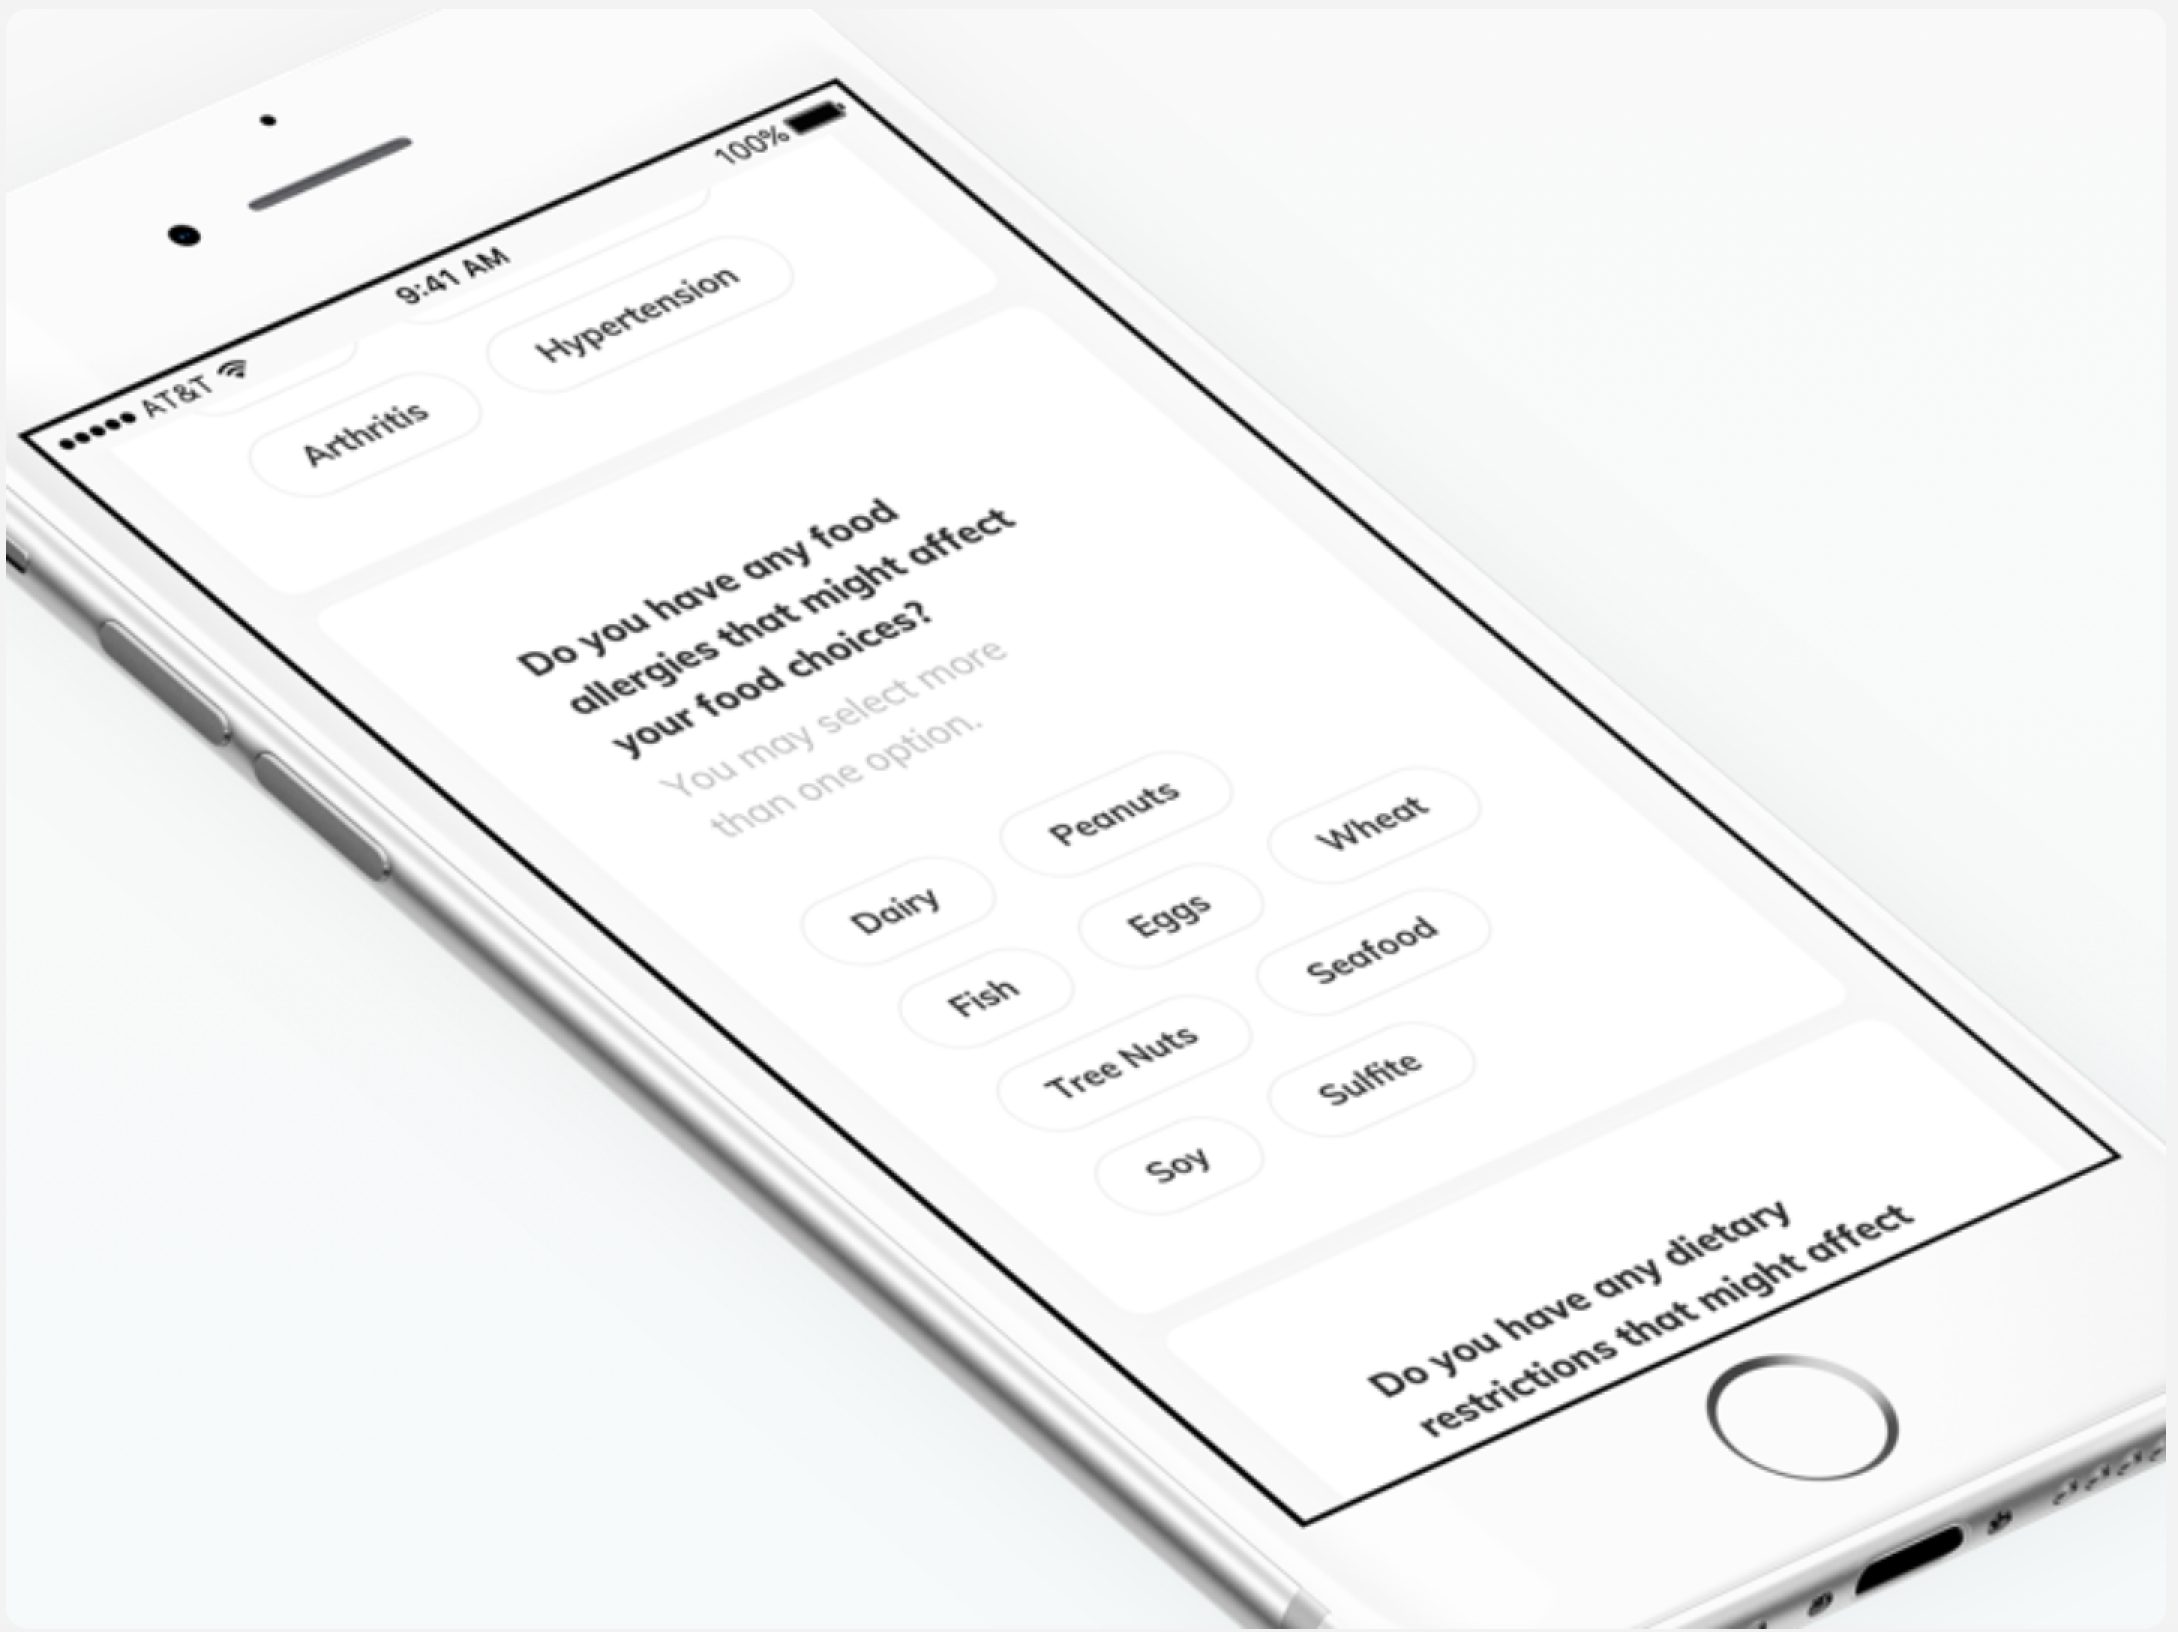 AT&T 9:41 AM 100%
Arthritis Hypertension
Do you have any food
allergies that might affect
your food choices?
You may select more
than one option.
Dairy Peanuts
Fish Eggs Wheat
Tree Nuts Seafood
Soy Sulfite
Do you have any dietary
restrictions that might affect